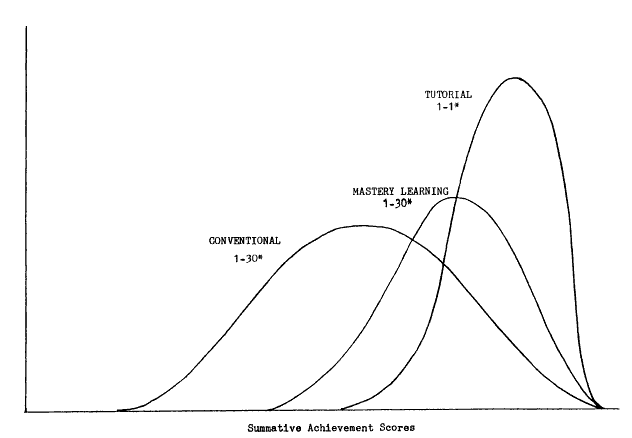 TUTORIAL
1-1*
MASTERY LEARNING
1-30*
CONVENTIONAL
1-30*
Summative Achievement Scores